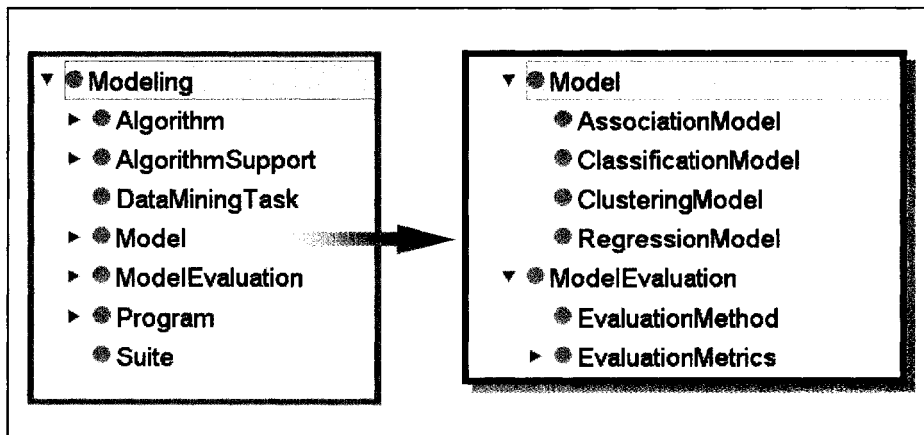 Modeling
Algorithm
AlgorithmSupport
DataMiningTask
Model
ModelEvaluation
Program
Suite
Model
AssociationModel
ClassificationModel
ClusteringModel
RegressionModel
ModelEvaluation
EvaluationMethod
EvaluationMetrics